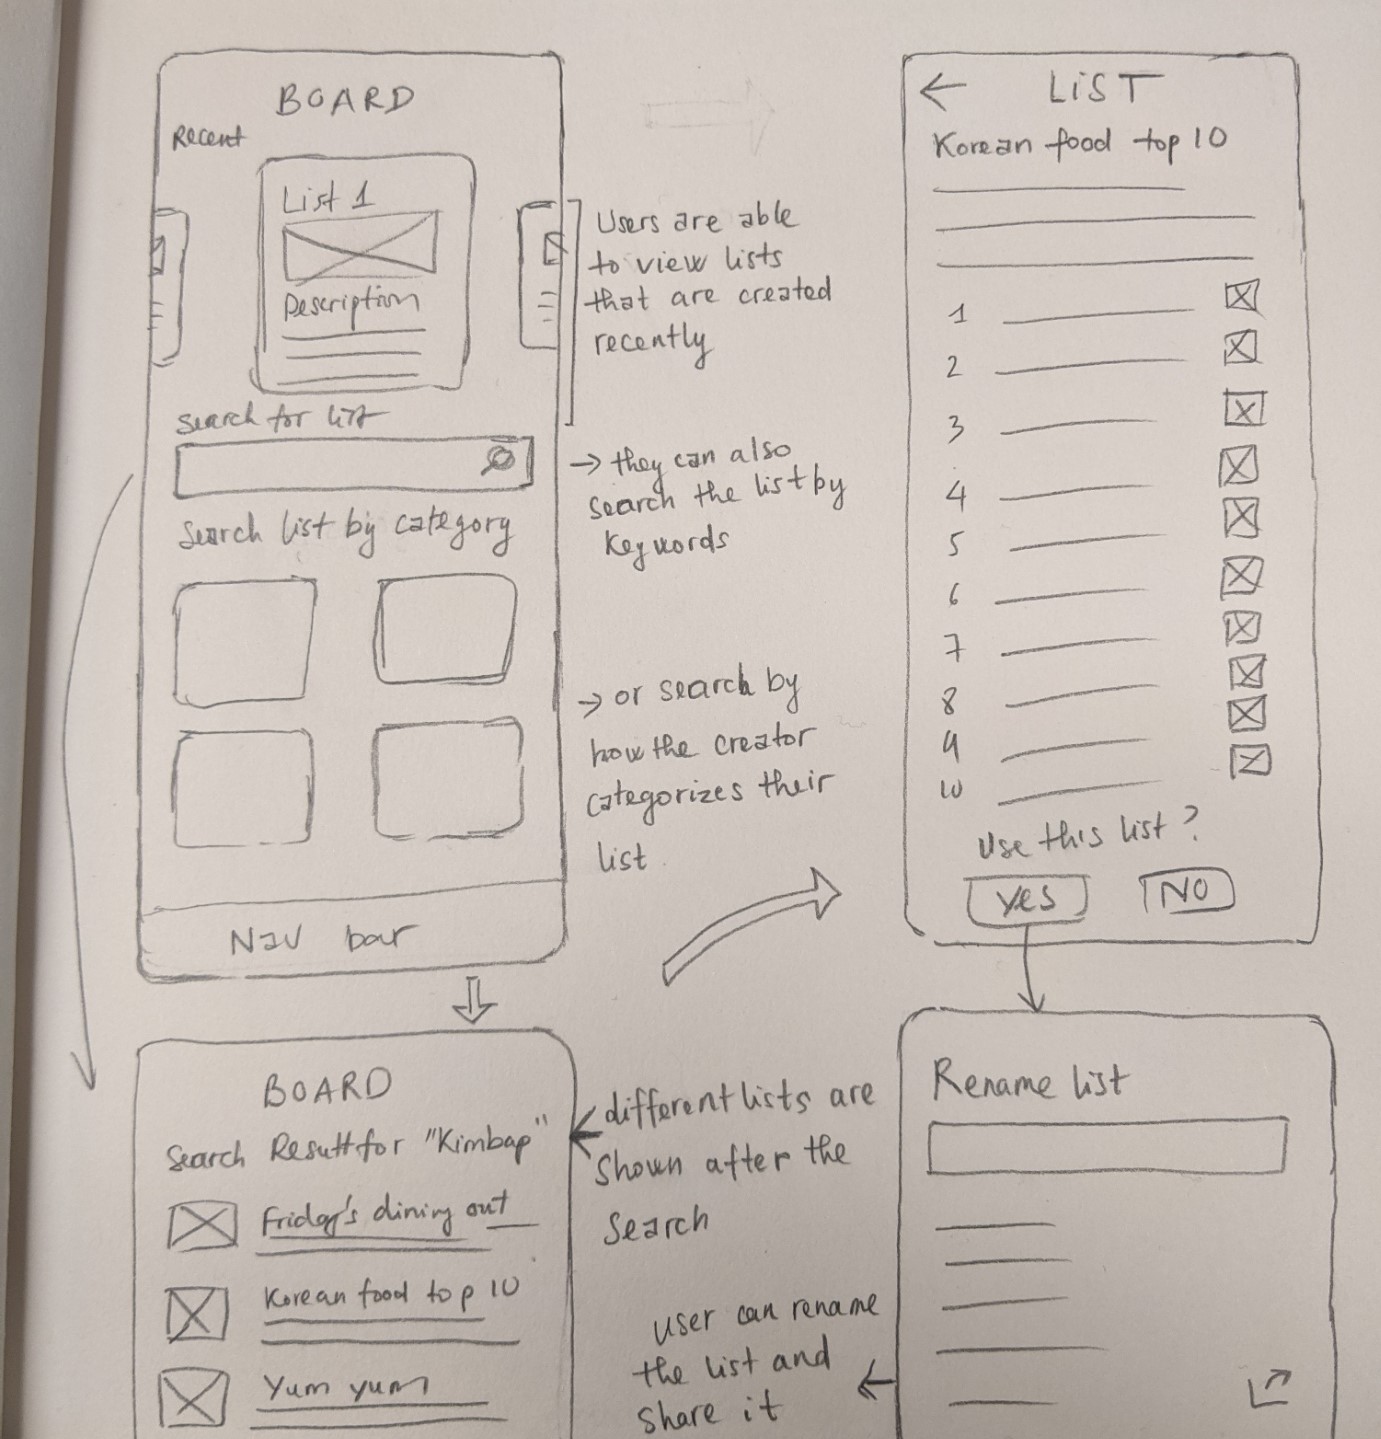 BOARD
Recent
List 1
Description
Search for list
Search list by category
Nav bar
Users are able
to view lists
that are created
recently
→ they can also
search the list by
keywords
→ or search by
how the creator
categorizes their
list.
BOARD
Search Result for "Kimbap"
Friday's dining out
Korean food top 10
Yum yum
← different lists are
shown after the
search
← LIST
Korean food top 10
1
2
3
4
5
6
7
8
9
10
Use this list?
Yes
NO
Rename list
user can rename
the list and
share it